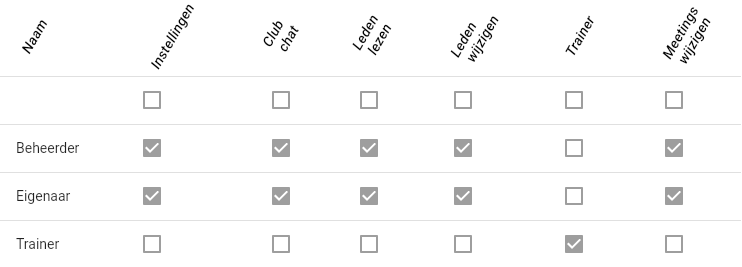 Naam
Instellingen
Club
chat
Leden
lezen
Leden
wijzigen
Trainer
Meetings
wijzigen
Beheerder
Eigenaar
Trainer